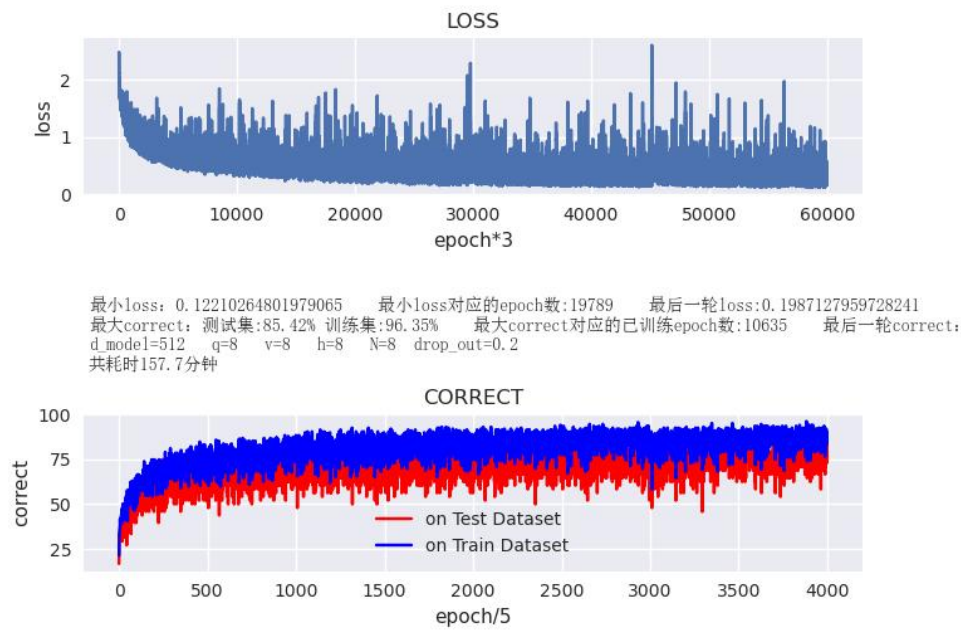 LOSS
2
1
0
loss
0 10000 20000 30000 40000 50000 60000
epoch*3
最小loss: 0.12210264801979065 最小loss对应的epoch数:19789 最后一轮loss:0.1987127959728241
最大correct: 测试集:85.42% 训练集:96.35% 最大correct对应的已训练epoch数:10635 最后一轮correct:
d_model=512 q=8 v=8 h=8 N=8 drop_out=0.2
共耗时157.7分钟
CORRECT
100
75
50
25
correct
on Test Dataset
on Train Dataset
0 500 1000 1500 2000 2500 3000 3500 4000
epoch/5